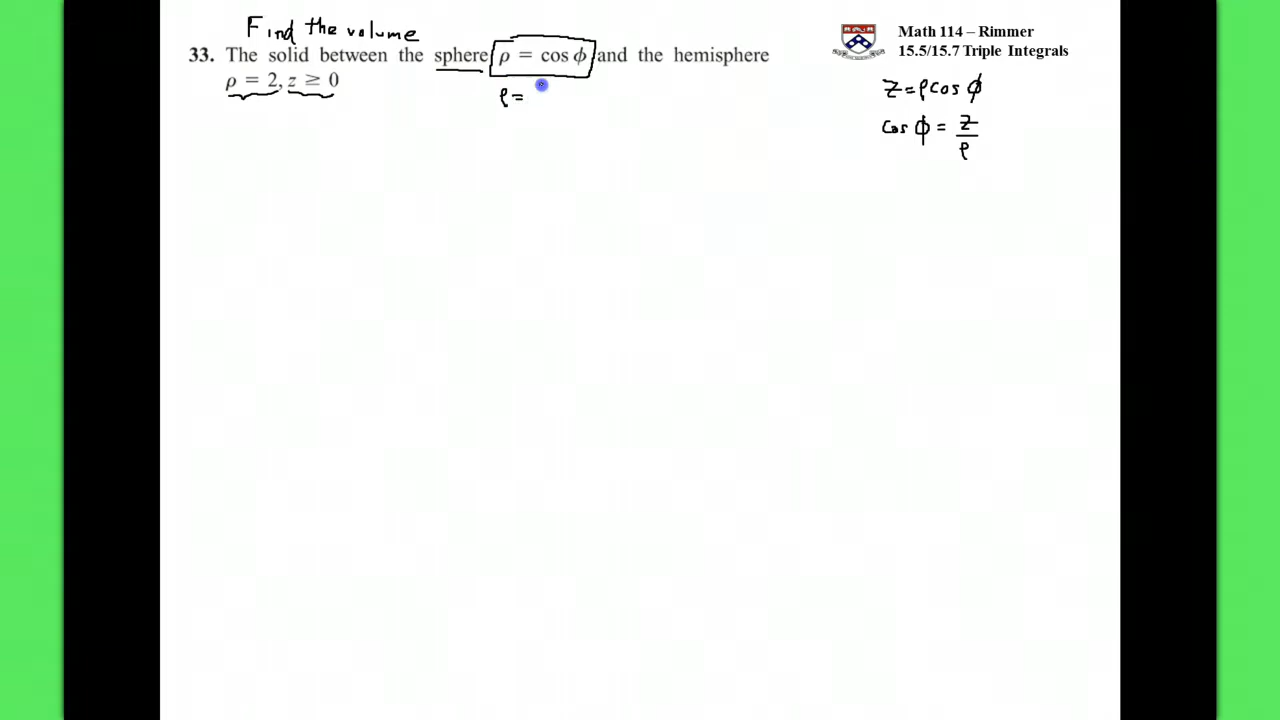 Find the volume
33. The solid between the sphere ρ = cos ϕ and the hemisphere
ρ = 2, z ≥ 0
ρ =
Math 114 – Rimmer
15.5/15.7 Triple Integrals
z = ρ cos ϕ
cos ϕ = z/ρ